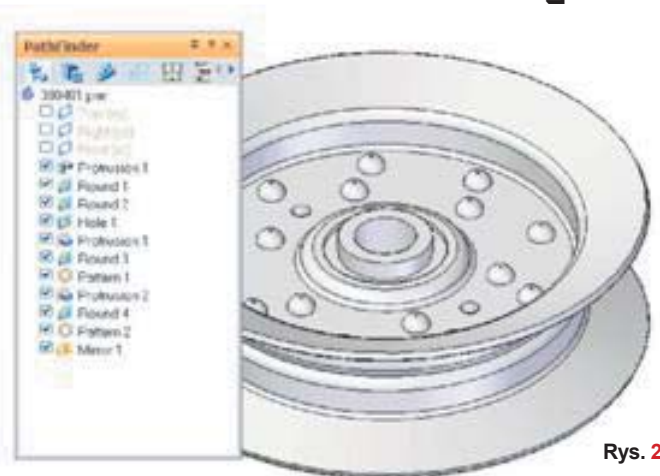 PathFinder
Protrusion 1
Round 1
Round 2
Hole 1
Protrusion 1
Round 3
Pattern 1
Protrusion 2
Round 4
Pattern 2
Mirror 1
Rys. 2